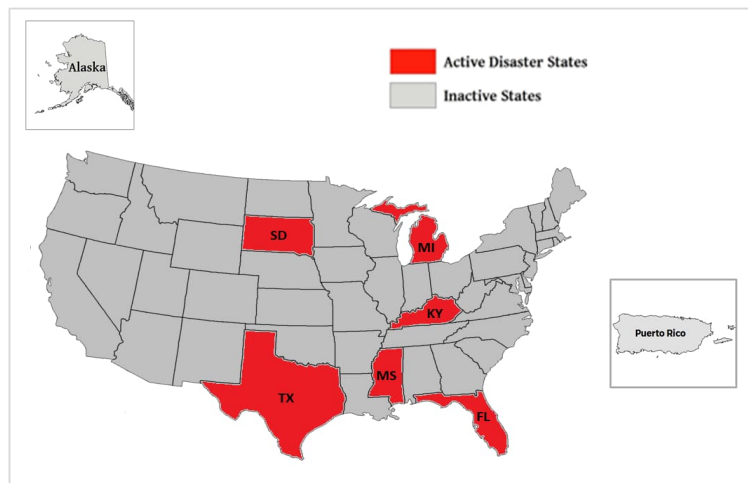 Alaska
Active Disaster States
Inactive States
SD
MI
KY
Puerto Rico
MS
TX
FL